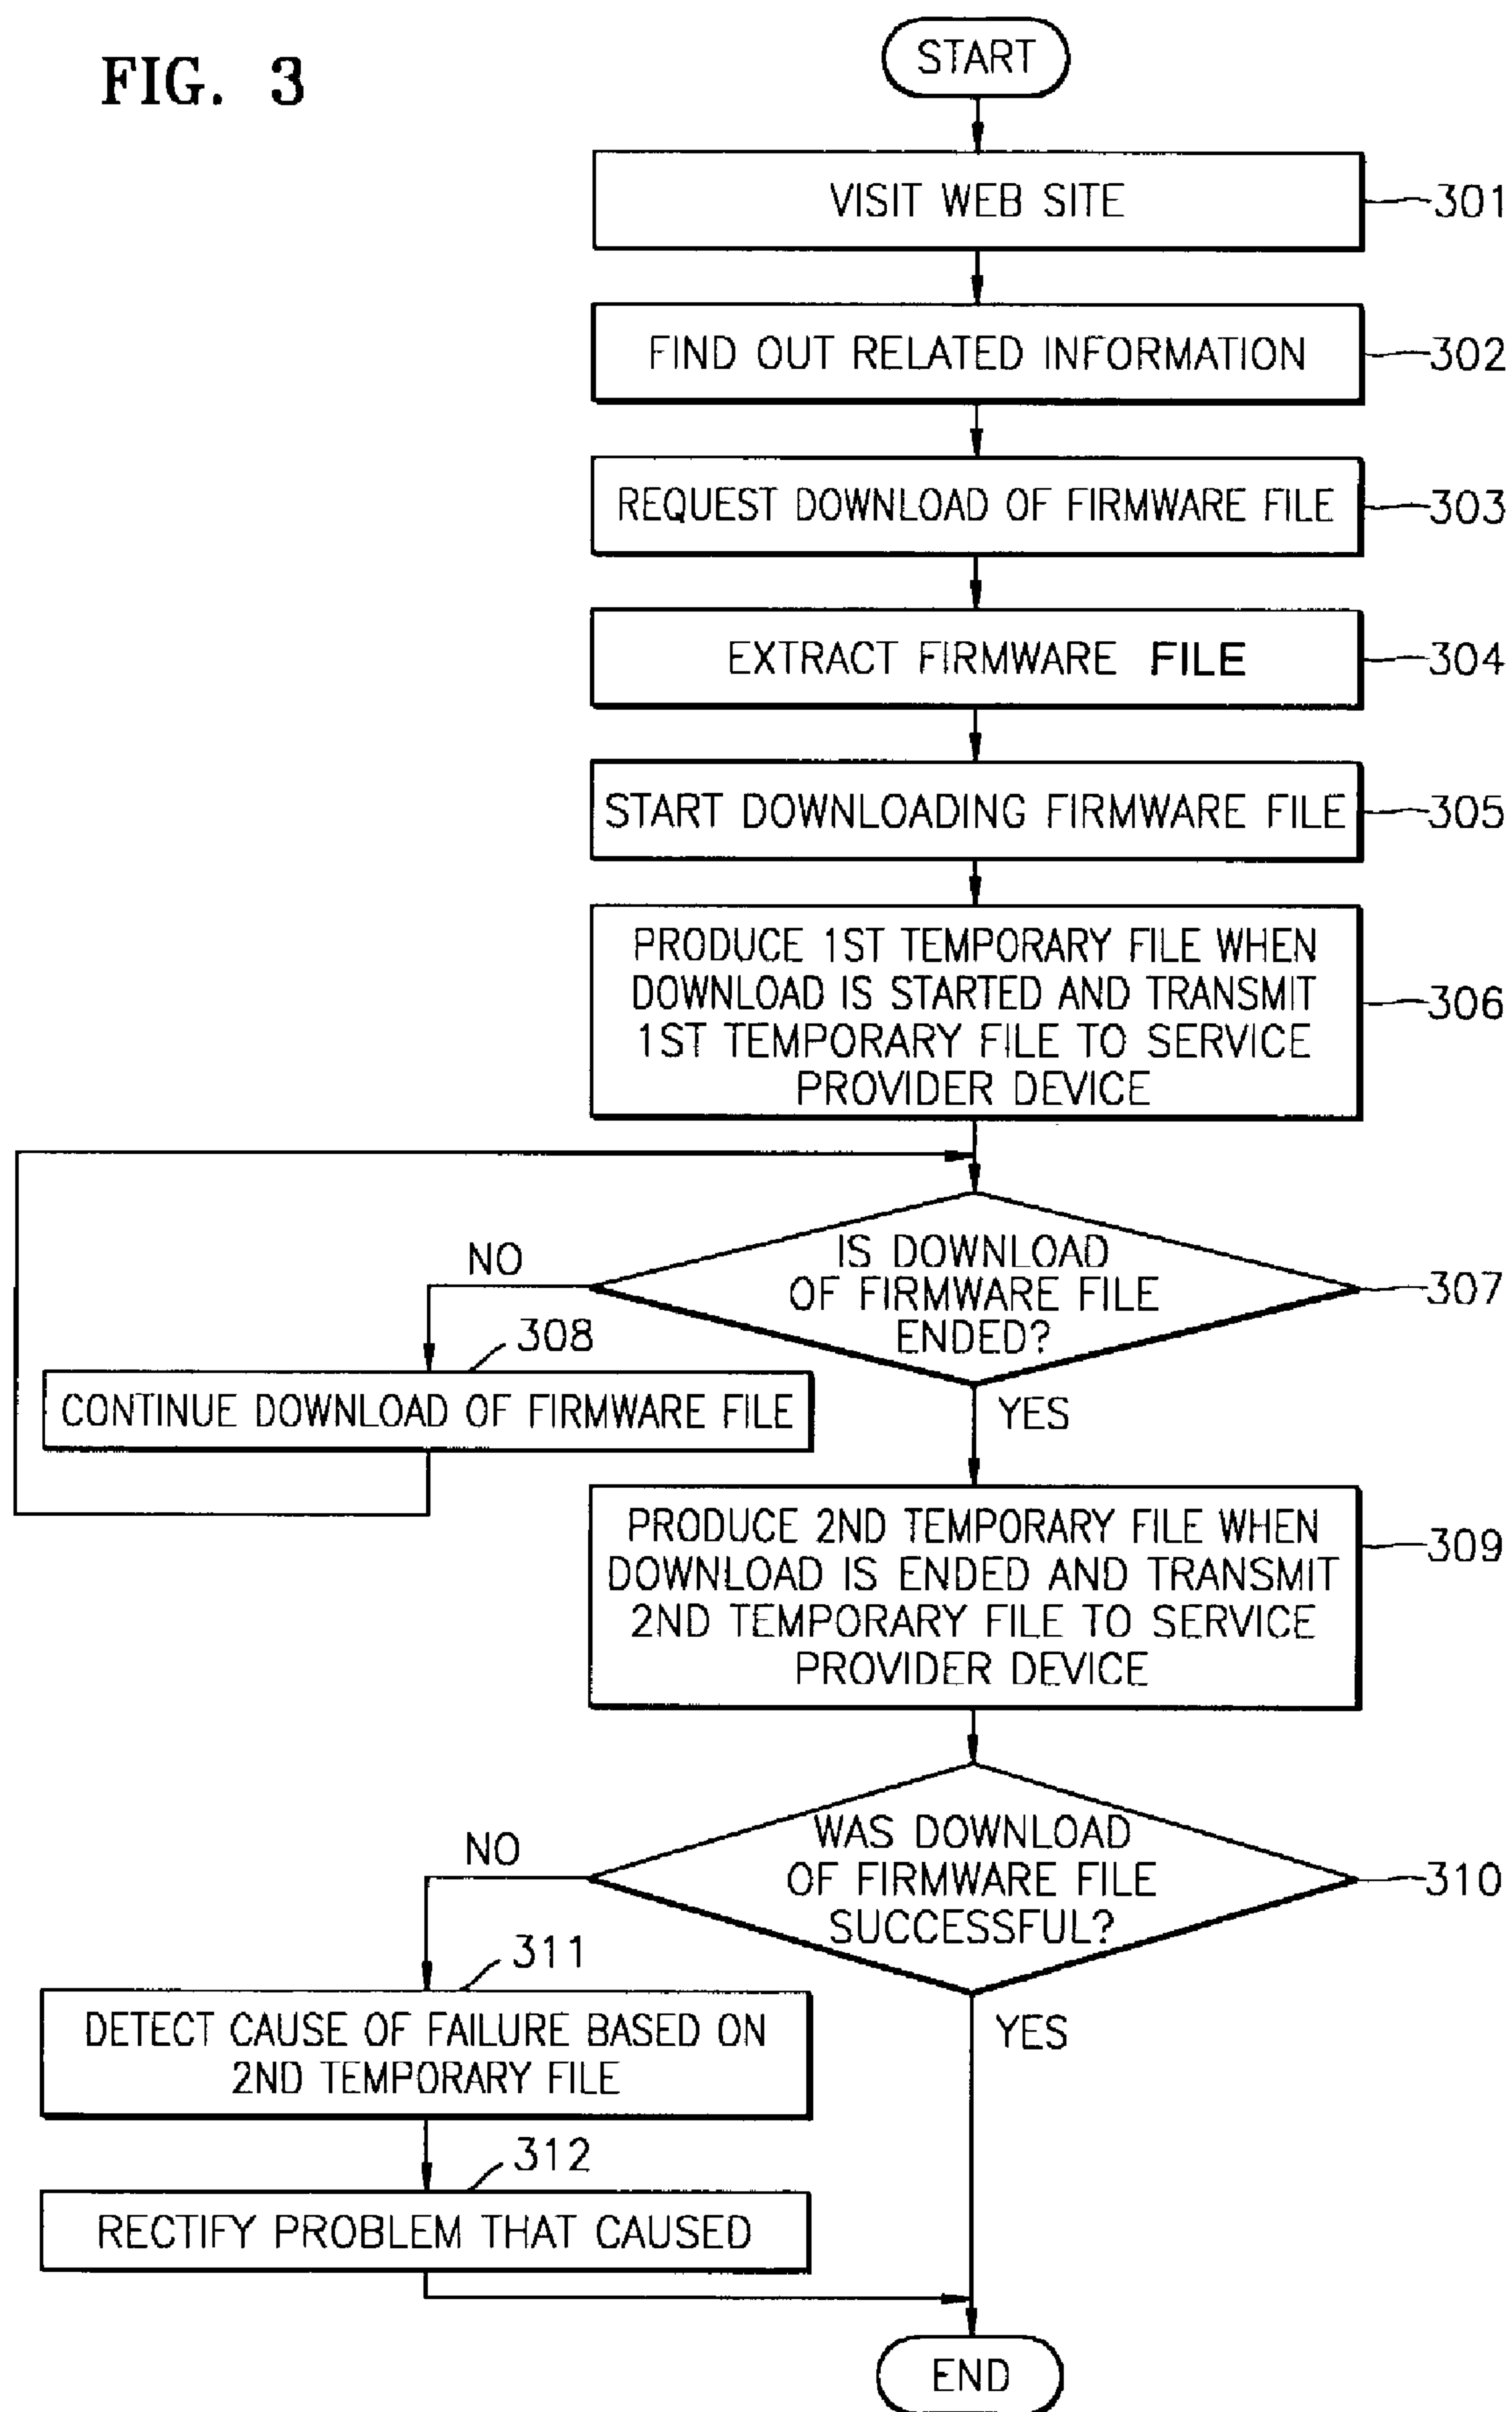 FIG. 3
START
VISIT WEB SITE
301
FIND OUT RELATED INFORMATION
302
REQUEST DOWNLOAD OF FIRMWARE FILE
303
EXTRACT FIRMWARE FILE
304
START DOWNLOADING FIRMWARE FILE
305
PRODUCE 1ST TEMPORARY FILE WHEN
DOWNLOAD IS STARTED AND TRANSMIT
1ST TEMPORARY FILE TO SERVICE
PROVIDER DEVICE
306
IS DOWNLOAD
OF FIRMWARE FILE
ENDED?
307
NO
308
CONTINUE DOWNLOAD OF FIRMWARE FILE
YES
PRODUCE 2ND TEMPORARY FILE WHEN
DOWNLOAD IS ENDED AND TRANSMIT
2ND TEMPORARY FILE TO SERVICE
PROVIDER DEVICE
309
WAS DOWNLOAD
OF FIRMWARE FILE
SUCCESSFUL?
310
NO
311
DETECT CAUSE OF FAILURE BASED ON
2ND TEMPORARY FILE
YES
312
RECTIFY PROBLEM THAT CAUSED
END